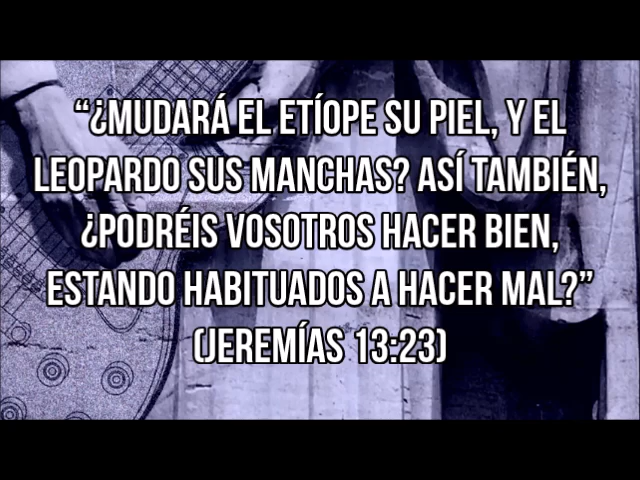 “¿MUDARÁ EL ETÍOPE SU PIEL, Y EL
LEOPARDO SUS MANCHAS? ASÍ TAMBIÉN,
¿PODRÉIS VOSOTROS HACER BIEN,
ESTANDO HABITUADOS A HACER MAL?”
(JEREMÍAS 13:23)